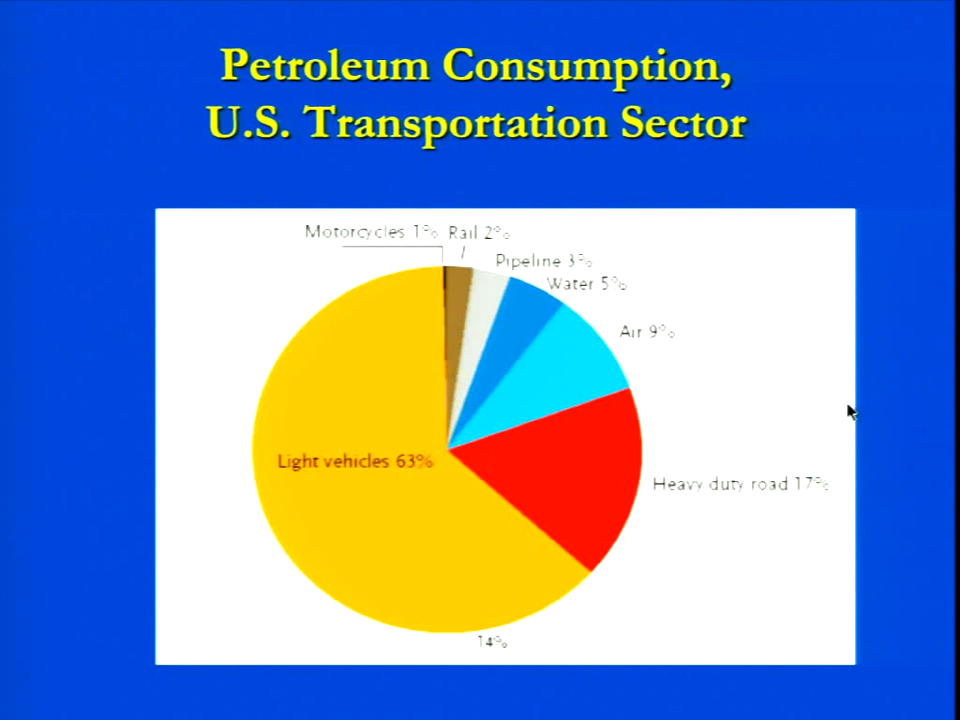 Petroleum Consumption,
U.S. Transportation Sector
Motorcycles 1% Rail 2%
Pipeline 3%
Water 5%
Air 9%
Light vehicles 63%
Heavy duty road 17%
14%